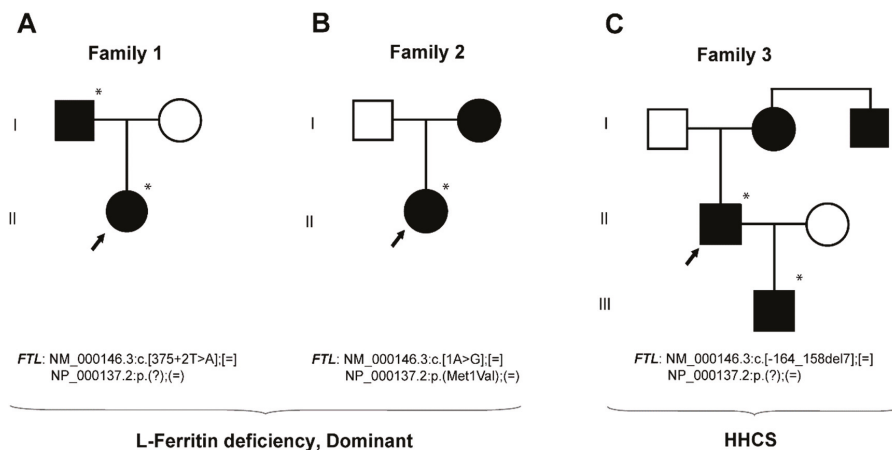 A
B
C
Family 1
Family 2
Family 3
*
I
I
I
*
*
*
II
II
II
*
III
FTL: NM_000146.3:c.[375+2T>A];[=]
NP_000137.2:p.(?);(=)
FTL: NM_000146.3:c.[1A>G];[=]
NP_000137.2:p.(Met1Val);(=)
FTL: NM_000146.3:c.[-164_158del7];[=]
NP_000137.2:p.(?);(=)
L-Ferritin deficiency, Dominant
HHCS